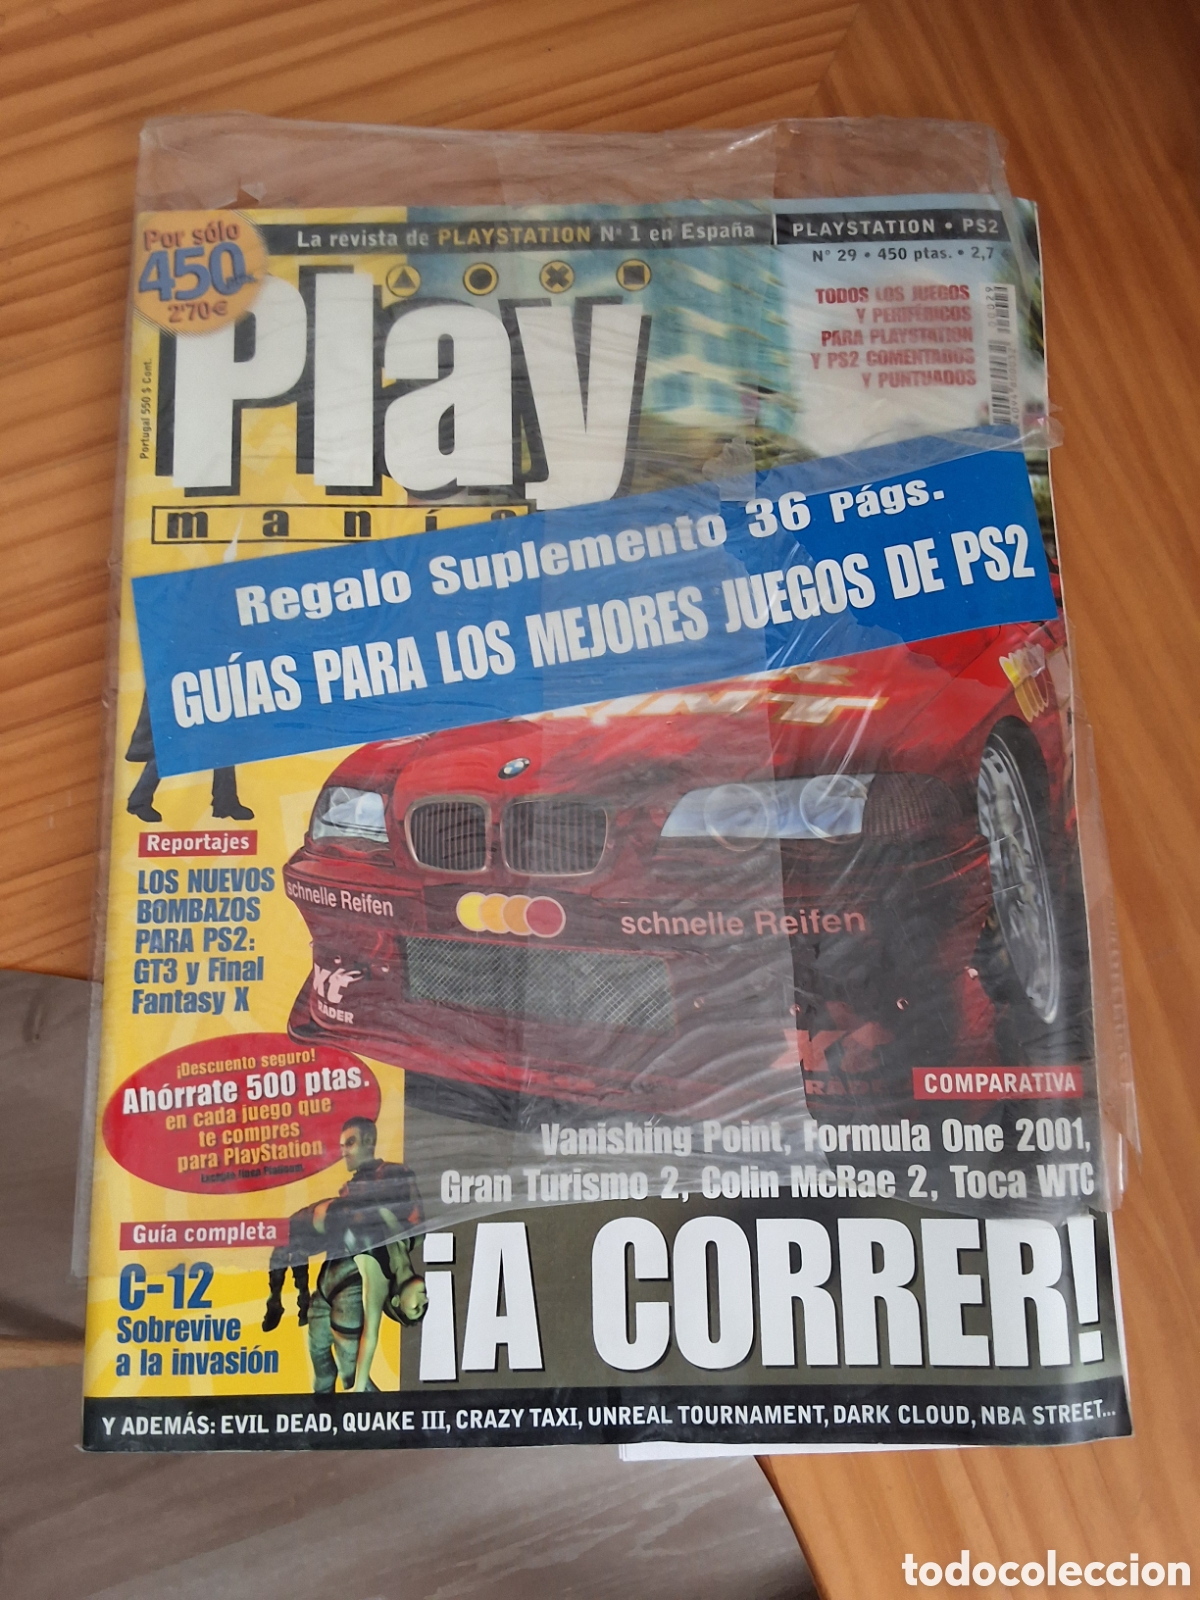 Por sólo
450
2'70€
La revista de PLAYSTATION Nº 1 en España
PLAYSTATION • PS2
Nº 29 • 450 ptas. • 2,7
Play
manía
TODOS LOS JUEGOS
Y PERIFÉRICOS
PARA PLAYSTATION
Y PS2 COMENTADOS
Y PUNTUADOS
Portugal 550 $ Cont.
Regalo Suplemento 36 Págs.
GUÍAS PARA LOS MEJORES JUEGOS DE PS2
Reportajes
LOS NUEVOS
BOMBAZOS
PARA PS2:
GT3 y Final
Fantasy X
schnelle Reifen
schnelle Reifen
¡Descuento seguro!
Ahórrate 500 ptas.
en cada juego que
te compres
para PlayStation
COMPARATIVA
Vanishing Point, Formula One 2001,
Gran Turismo 2, Colin McRae 2, Toca WTC
¡A CORRER!
Guía completa
C-12
Sobrevive
a la invasión
Y ADEMÁS: EVIL DEAD, QUAKE III, CRAZY TAXI, UNREAL TOURNAMENT, DARK CLOUD, NBA STREET...
todocoleccion
todocoleccion.net